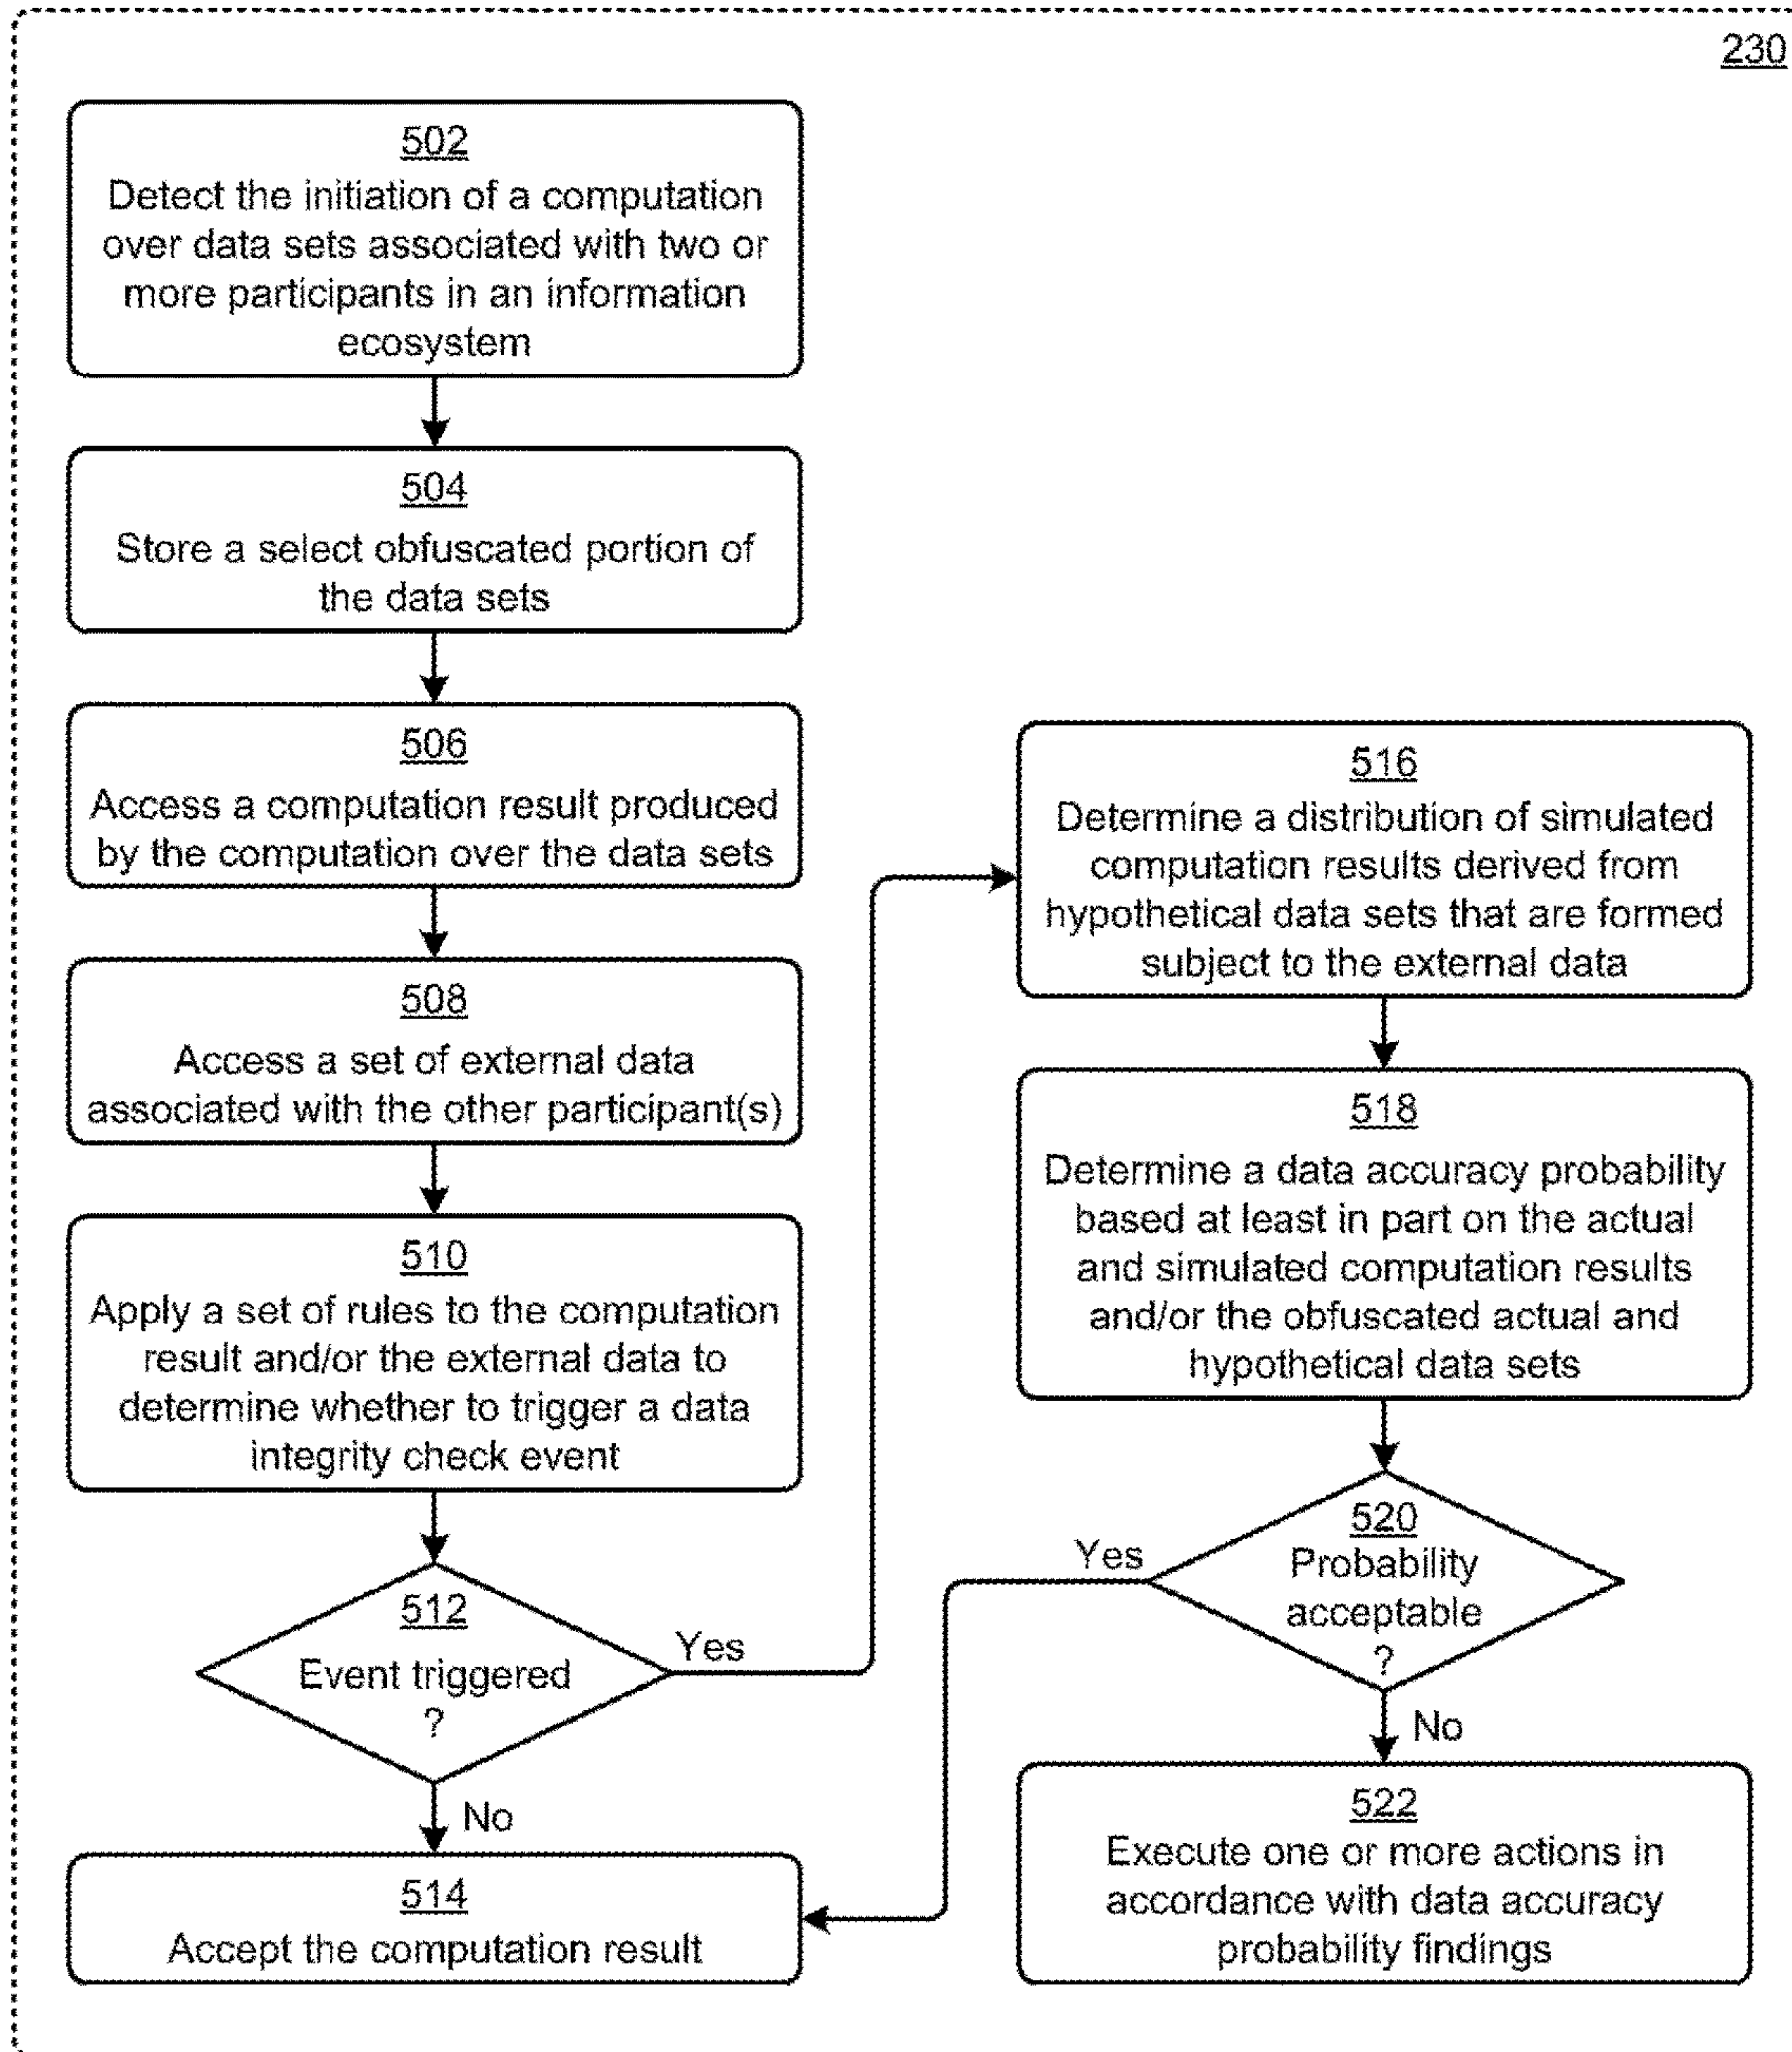 230
502
Detect the initiation of a computation
over data sets associated with two or
more participants in an information
ecosystem
504
Store a select obfuscated portion of
the data sets
506
Access a computation result produced
by the computation over the data sets
508
Access a set of external data
associated with the other participant(s)
510
Apply a set of rules to the computation
result and/or the external data to
determine whether to trigger a data
integrity check event
512
Event triggered
?
Yes
No
514
Accept the computation result
516
Determine a distribution of simulated
computation results derived from
hypothetical data sets that are formed
subject to the external data
518
Determine a data accuracy probability
based at least in part on the actual
and simulated computation results
and/or the obfuscated actual and
hypothetical data sets
520
Probability
acceptable
?
Yes
No
522
Execute one or more actions in
accordance with data accuracy
probability findings